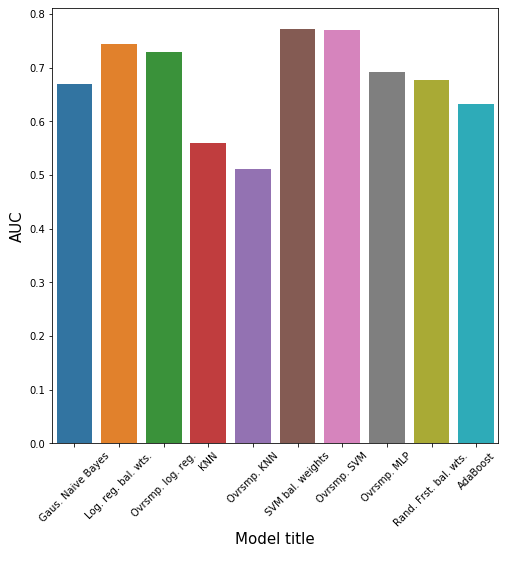 0.8
0.7
0.6
0.5
0.4
0.3
0.2
0.1
0.0
AUC
Gaus. Naive Bayes
Log. reg. bal. wts.
Ovrsmp. log. reg.
KNN
Ovrsmp. KNN
SVM bal. weights
Ovrsmp. SVM
Ovrsmp. MLP
Rand. Frst. bal. wts.
AdaBoost
Model title